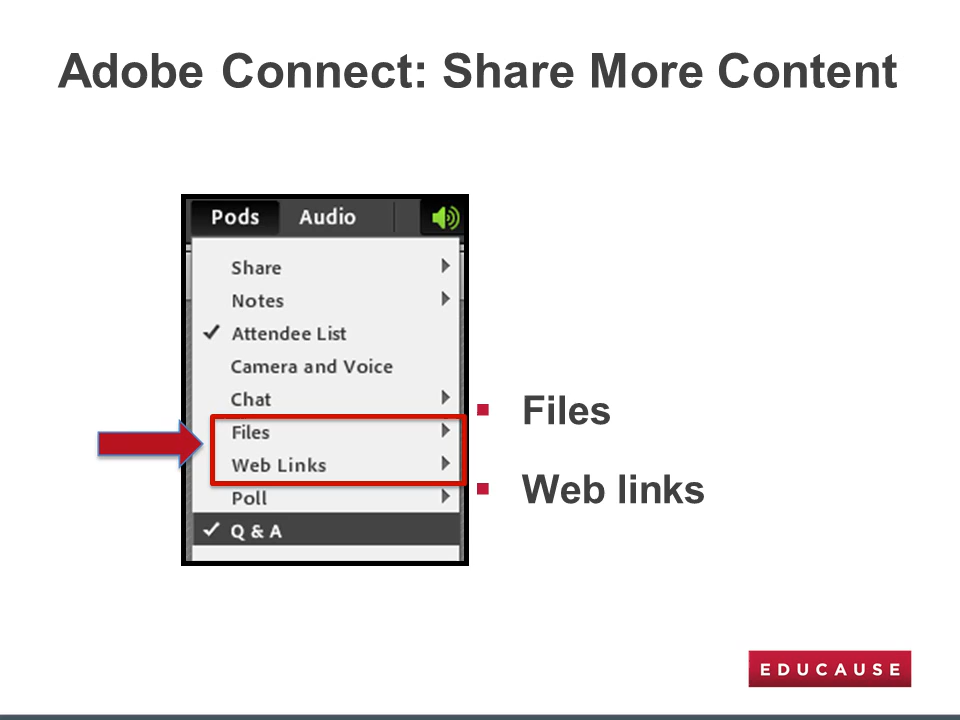 Adobe Connect: Share More Content
Pods Audio
Share
Notes
Attendee List
Camera and Voice
Chat
Files
Web Links
Poll
Q & A
Files
Web links
EDUCAUSE